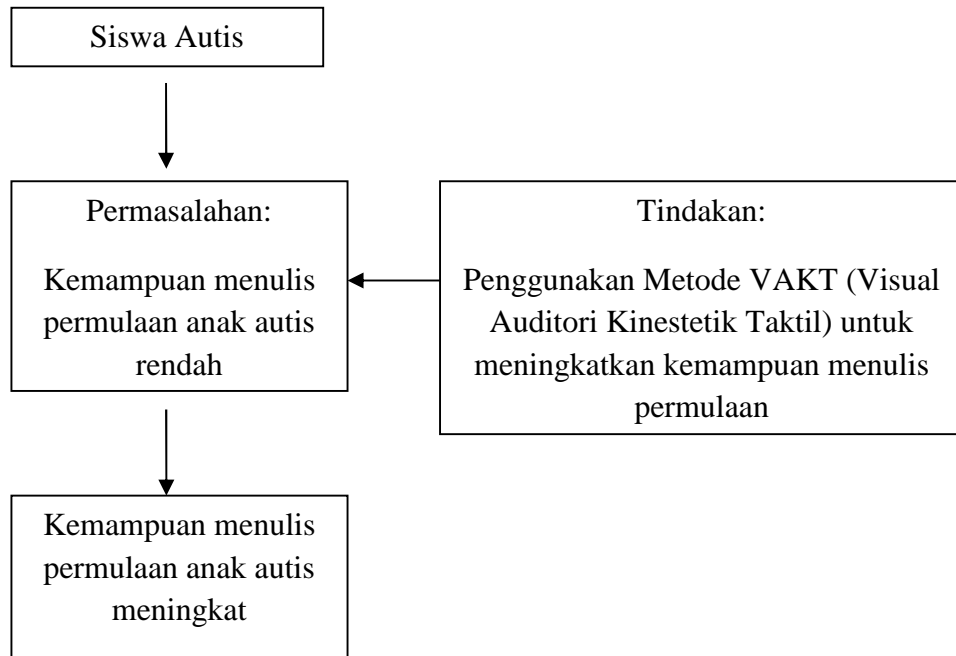 Siswa Autis
Permasalahan:
Kemampuan menulis
permulaan anak autis
rendah
Tindakan:
Penggunakan Metode VAKT (Visual
Auditori Kinestetik Taktil) untuk
meningkatkan kemampuan menulis
permulaan
Kemampuan menulis
permulaan anak autis
meningkat